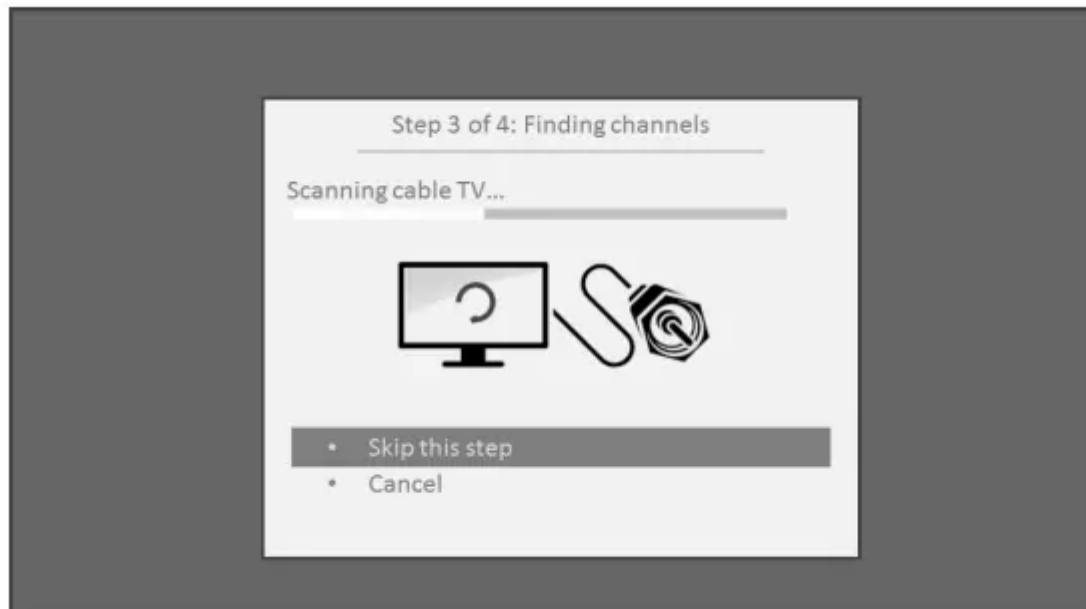 Step 3 of 4: Finding channels
Scanning cable TV...
• Skip this step
• Cancel